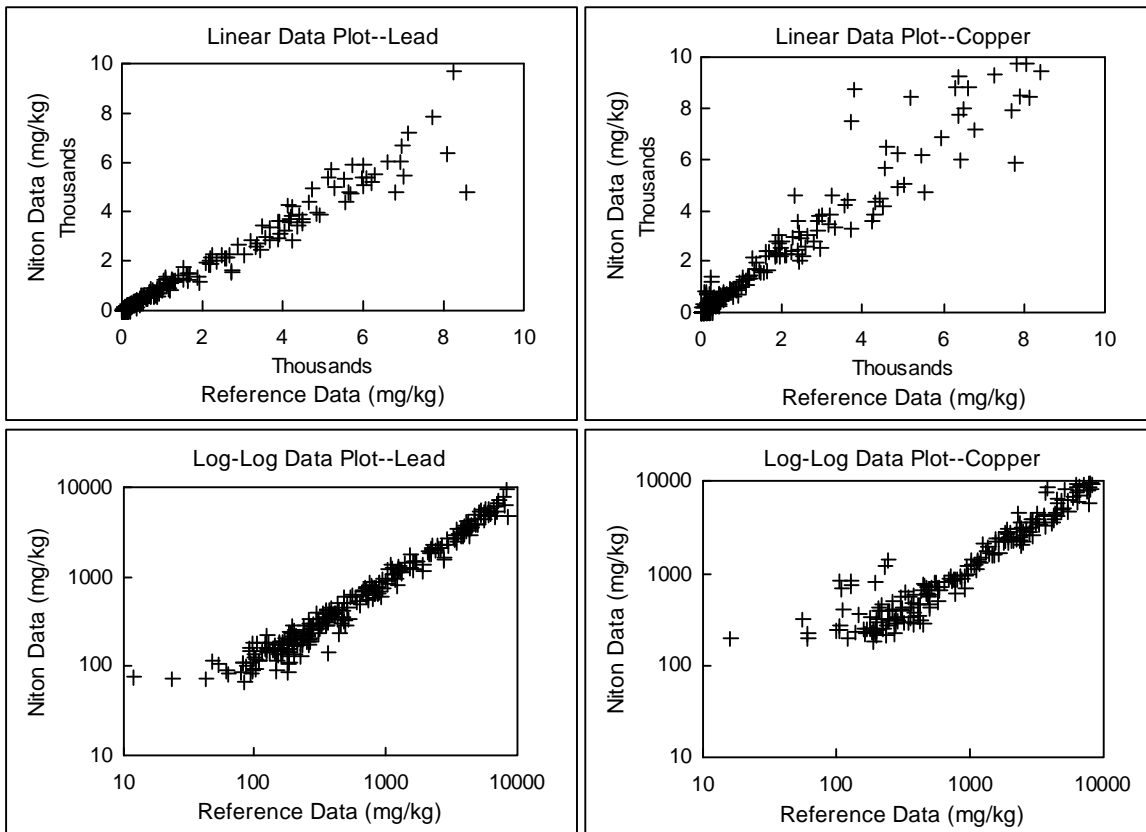 Linear Data Plot--Lead
Niton Data (mg/kg)
Thousands
10
8
6
4
2
0
0 2 4 6 8 10
Thousands
Reference Data (mg/kg)
Linear Data Plot--Copper
Niton Data (mg/kg)
Thousands
10
8
6
4
2
0
0 2 4 6 8 10
Thousands
Reference Data (mg/kg)
Log-Log Data Plot--Lead
Niton Data (mg/kg)
10000
1000
100
10
10 100 1000 10000
Reference Data (mg/kg)
Log-Log Data Plot--Copper
Niton Data (mg/kg)
10000
1000
100
10
10 100 1000 10000
Reference Data (mg/kg)